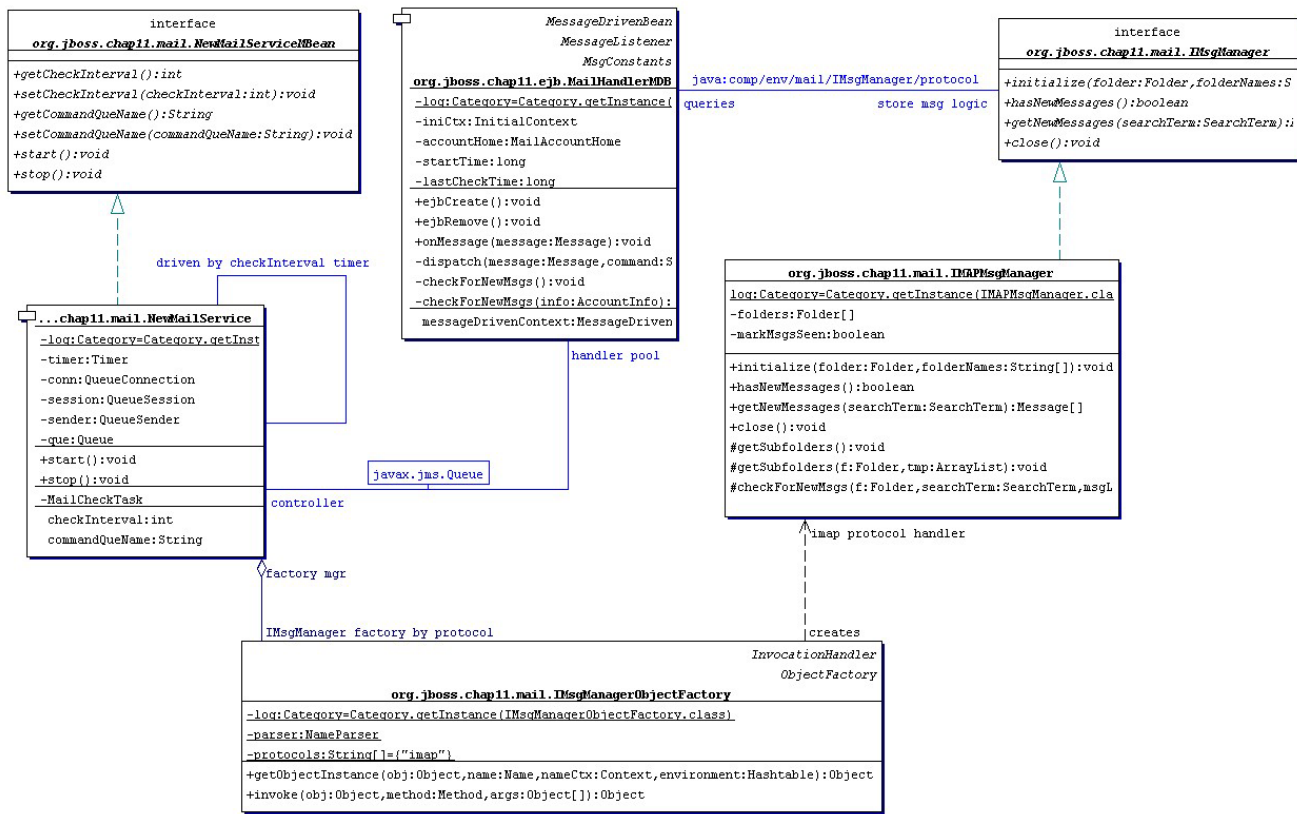 interface
org.jboss.chap11.mail.NewMailServiceMBean
+getCheckInterval():int
+setCheckInterval(checkInterval:int):void
+getCommandQueName():String
+setCommandQueName(commandQueName:String):void
+start():void
+stop():void
MessageDrivenBean
MessageListener
MsgConstants
org.jboss.chap11.ejb.MailHandlerMDB
-log:Category=Category.getInstance(
-iniCtx:InitialContext
-accountHome:MailAccountHome
-startTime:long
-lastCheckTime:long
+ejbCreate():void
+ejbRemove():void
+onMessage(message:Message):void
-dispatch(message:Message,command:S
-checkForNewMsgs():void
-checkForNewMsgs(info:AccountInfo):
messageDrivenContext:MessageDriven
java:comp/env/mail/IMsgManager/protocol
queries
store msg logic
interface
org.jboss.chap11.mail.IMsgManager
+initialize(folder:Folder,folderNames:S
+hasNewMessages():boolean
+getNewMessages(searchTerm:SearchTerm):
+close():void
driven by checkInterval timer
...chap11.mail.NewMailService
-log:Category=Category.getInst
-timer:Timer
-conn:QueueConnection
-session:QueueSession
-sender:QueueSender
-que:Queue
+start():void
+stop():void
-MailCheckTask
checkInterval:int
commandQueName:String
handler pool
javax.jms.Queue
controller
org.jboss.chap11.mail.IMAPMsgManager
log:Category=Category.getInstance(IMAPMsgManager.cla
-folders:Folder[]
-markMsgsSeen:boolean
+initialize(folder:Folder,folderNames:String[]):void
+hasNewMessages():boolean
+getNewMessages(searchTerm:SearchTerm):Message[]
+close():void
#getSubfolders():void
#getSubfolders(f:Folder,tmp:ArrayList):void
#checkForNewMsgs(f:Folder,searchTerm:SearchTerm,msgL
imap protocol handler
factory mgr
IMsgManager factory by protocol
creates
InvocationHandler
ObjectFactory
org.jboss.chap11.mail.IMsgManagerObjectFactory
-log:Category=Category.getInstance(IMsgManagerObjectFactory.class)
-parser:NameParser
-protocols:String[]={"imap"}
+getObjectInstance(obj:Object,name:Name,nameCtx:Context,environment:Hashtable):Object
+invoke(obj:Object,method:Method,args:Object[]):Object